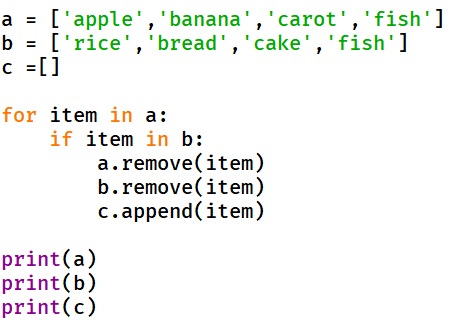 a = ['apple','banana','carot','fish']
b = ['rice','bread','cake','fish']
c =[]

for item in a:
    if item in b:
        a.remove(item)
        b.remove(item)
        c.append(item)

print(a)
print(b)
print(c)